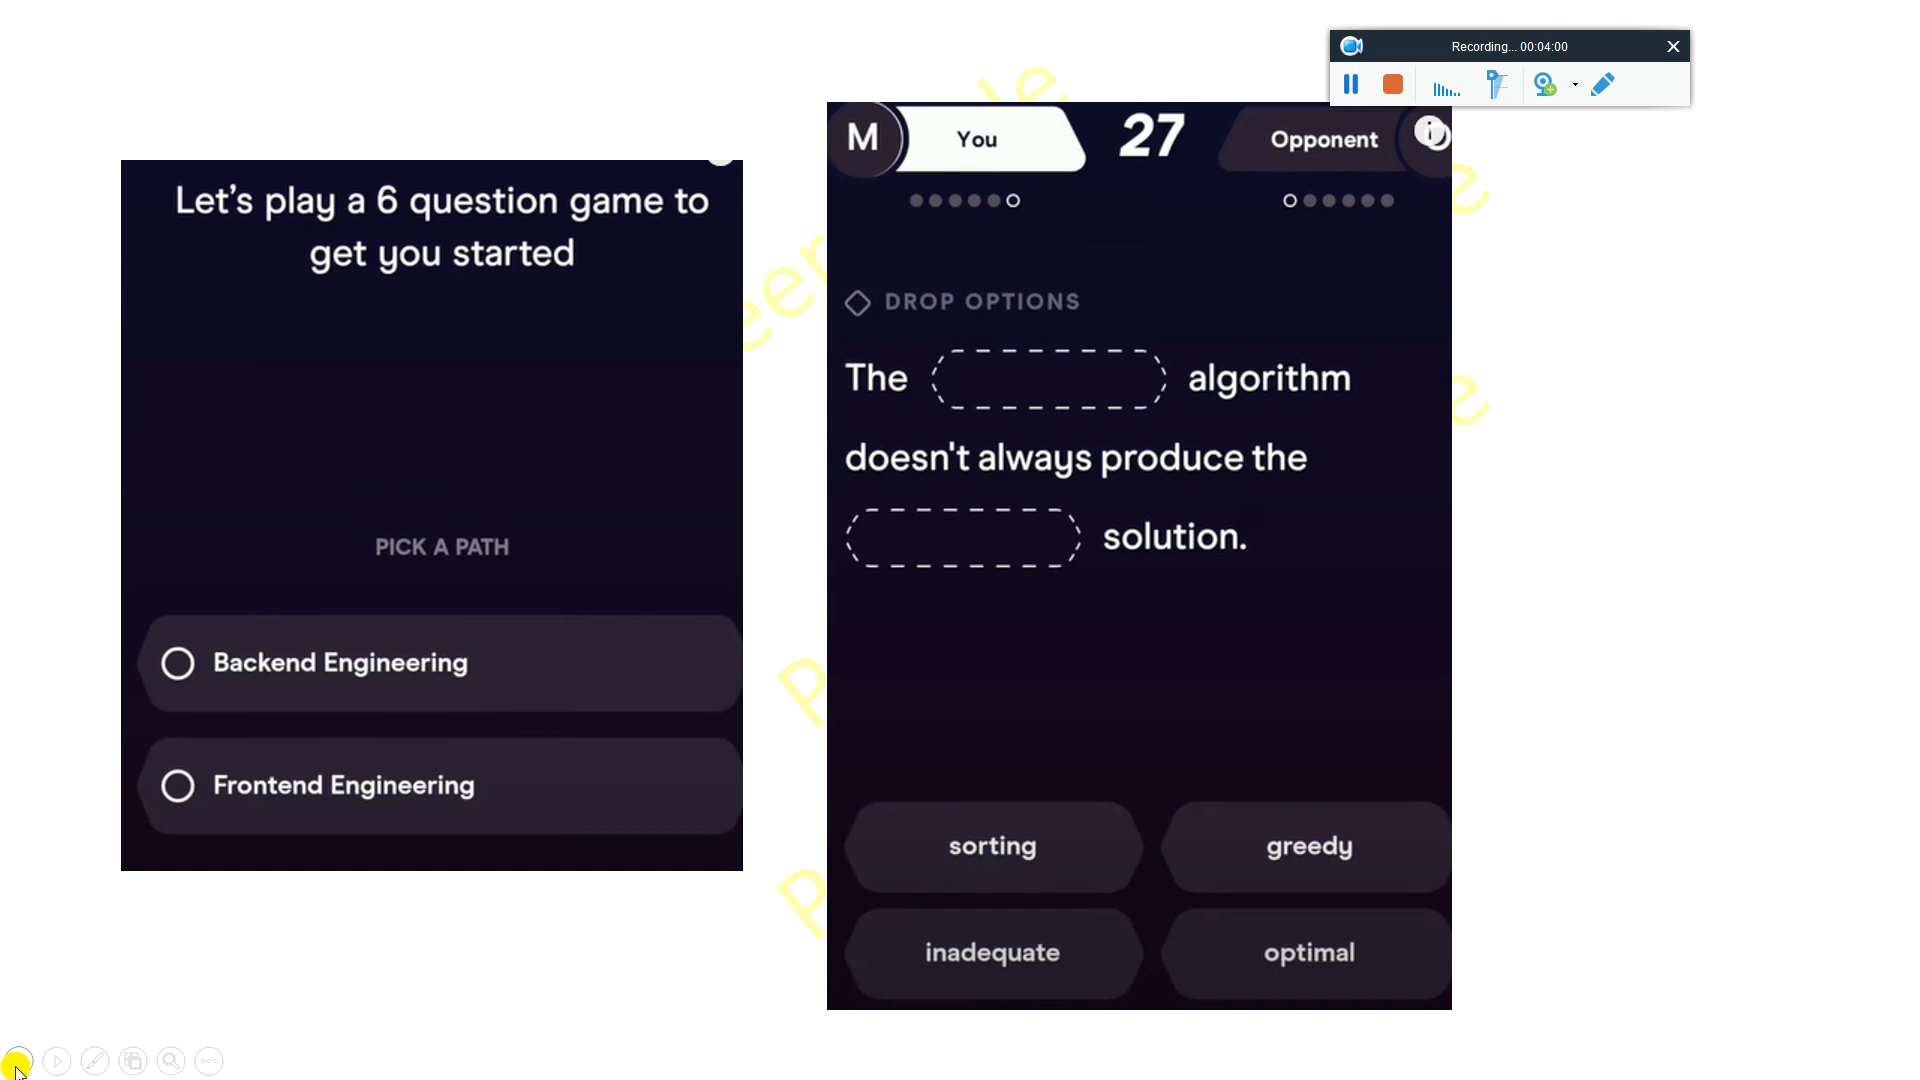 Recording... 00:04:00
Let's play a 6 question game to
get you started
PICK A PATH
Backend Engineering
Frontend Engineering
M
You
27
Opponent
DROP OPTIONS
The algorithm
doesn't always produce the
solution.
sorting
greedy
inadequate
optimal